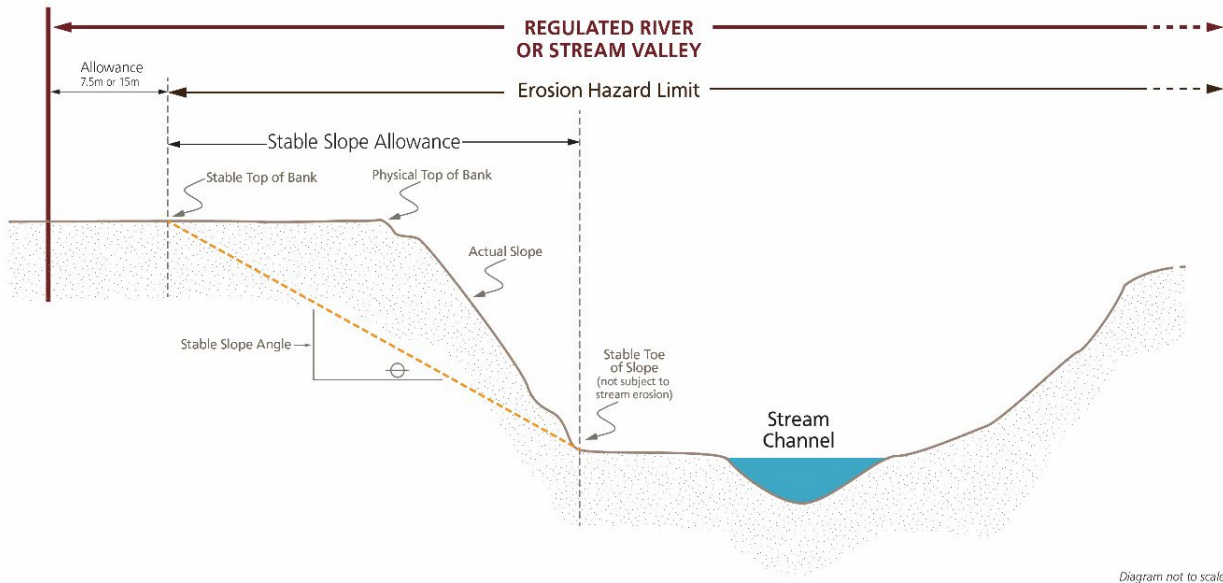 REGULATED RIVER
OR STREAM VALLEY
Allowance
7.5m or 15m
Erosion Hazard Limit
Stable Slope Allowance
Stable Top of Bank
Physical Top of Bank
Actual Slope
Stable Slope Angle
Stable Toe
of Slope
(not subject to
stream erosion)
Stream
Channel
Diagram not to scale